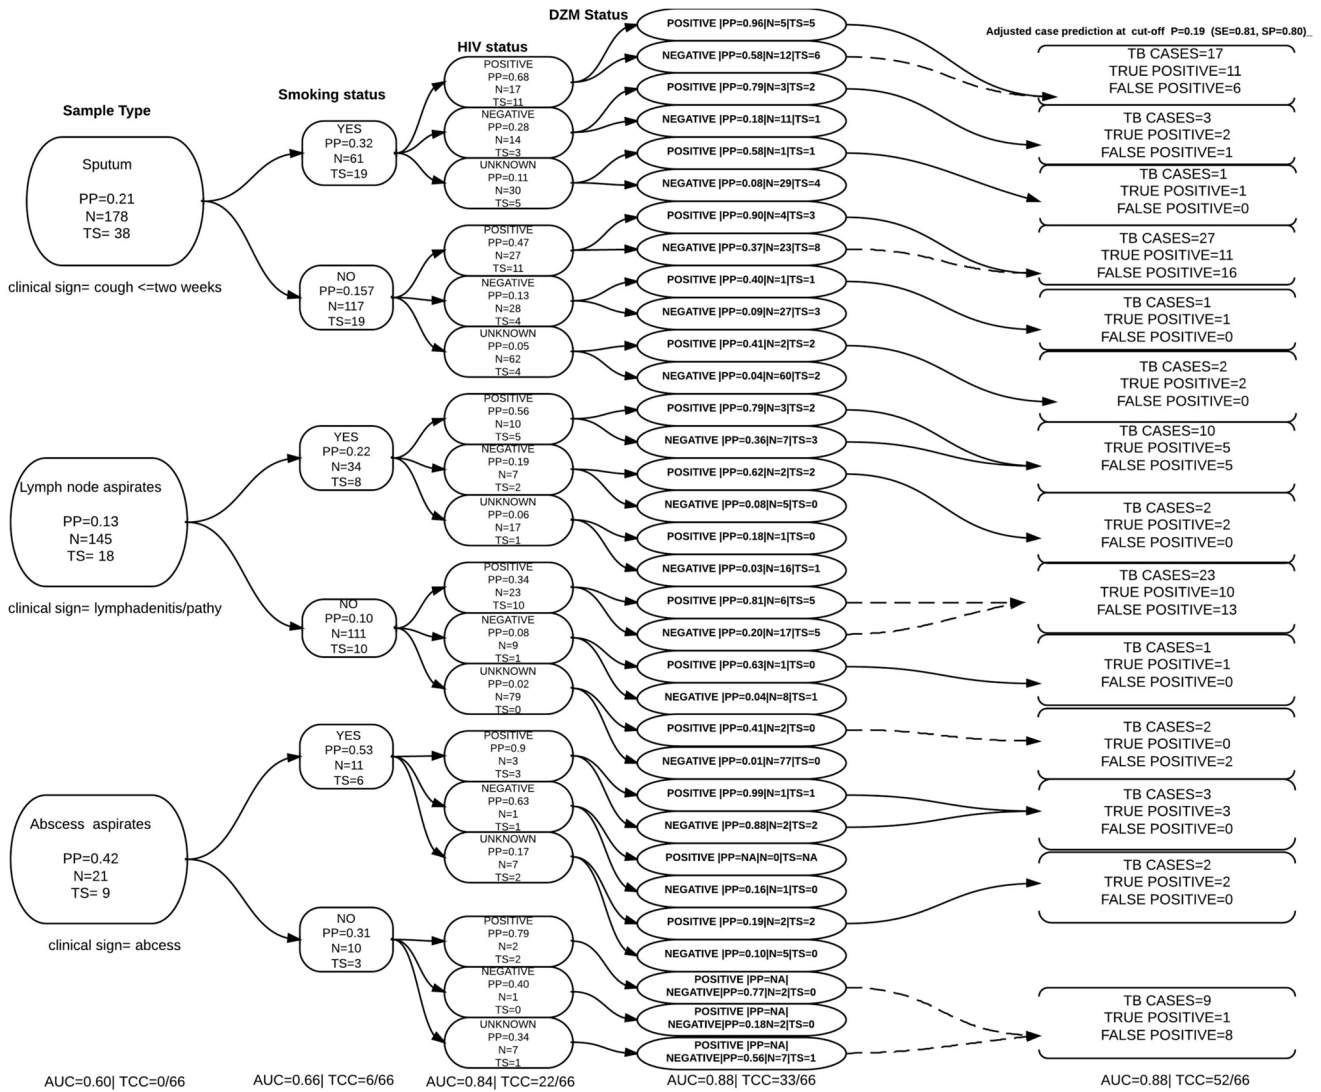 DZM Status
Adjusted case prediction at cut-off P=0.19 (SE=0.81, SP=0.80)_
HIV status
Smoking status
Sample Type
Sputum
PP=0.21
N=178
TS= 38
clinical sign= cough <=two weeks
YES
PP=0.32
N=61
TS=19
NO
PP=0.157
N=117
TS=19
POSITIVE
PP=0.68
N=17
TS=11
NEGATIVE
PP=0.28
N=14
TS=3
UNKNOWN
PP=0.11
N=30
TS=5
POSITIVE
PP=0.47
N=27
TS=11
NEGATIVE
PP=0.13
N=28
TS=4
UNKNOWN
PP=0.05
N=62
TS=4
POSITIVE |PP=0.96|N=5|TS=5
NEGATIVE |PP=0.58|N=12|TS=6
POSITIVE |PP=0.79|N=3|TS=2
NEGATIVE |PP=0.18|N=11|TS=1
POSITIVE |PP=0.58|N=1|TS=1
NEGATIVE |PP=0.08|N=29|TS=4
POSITIVE |PP=0.90|N=4|TS=3
NEGATIVE |PP=0.37|N=23|TS=8
POSITIVE |PP=0.40|N=1|TS=1
NEGATIVE |PP=0.09|N=27|TS=3
POSITIVE |PP=0.41|N=2|TS=2
NEGATIVE |PP=0.04|N=60|TS=2
TB CASES=17
TRUE POSITIVE=11
FALSE POSITIVE=6
TB CASES=3
TRUE POSITIVE=2
FALSE POSITIVE=1
TB CASES=1
TRUE POSITIVE=1
FALSE POSITIVE=0
TB CASES=27
TRUE POSITIVE=11
FALSE POSITIVE=16
TB CASES=1
TRUE POSITIVE=1
FALSE POSITIVE=0
TB CASES=2
TRUE POSITIVE=2
FALSE POSITIVE=0
Lymph node aspirates
PP=0.13
N=145
TS= 18
clinical sign= lymphadenitis/pathy
YES
PP=0.22
N=34
TS=8
NO
PP=0.10
N=111
TS=10
POSITIVE
PP=0.56
N=10
TS=5
NEGATIVE
PP=0.19
N=7
TS=2
UNKNOWN
PP=0.06
N=17
TS=1
POSITIVE
PP=0.34
N=23
TS=10
NEGATIVE
PP=0.08
N=9
TS=1
UNKNOWN
PP=0.02
N=79
TS=0
POSITIVE |PP=0.79|N=3|TS=2
NEGATIVE |PP=0.36|N=7|TS=3
POSITIVE |PP=0.62|N=2|TS=2
NEGATIVE |PP=0.08|N=5|TS=0
POSITIVE |PP=0.18|N=1|TS=0
NEGATIVE |PP=0.03|N=16|TS=1
POSITIVE |PP=0.81|N=6|TS=5
NEGATIVE |PP=0.20|N=17|TS=5
POSITIVE |PP=0.63|N=1|TS=0
NEGATIVE |PP=0.04|N=8|TS=1
POSITIVE |PP=0.41|N=2|TS=0
NEGATIVE |PP=0.01|N=77|TS=0
TB CASES=10
TRUE POSITIVE=5
FALSE POSITIVE=5
TB CASES=2
TRUE POSITIVE=2
FALSE POSITIVE=0
TB CASES=23
TRUE POSITIVE=10
FALSE POSITIVE=13
TB CASES=1
TRUE POSITIVE=1
FALSE POSITIVE=0
TB CASES=2
TRUE POSITIVE=0
FALSE POSITIVE=2
Abscess aspirates
PP=0.42
N=21
TS= 9
clinical sign= abcess
YES
PP=0.53
N=11
TS=6
NO
PP=0.31
N=10
TS=3
POSITIVE
PP=0.9
N=3
TS=3
NEGATIVE
PP=0.63
N=1
TS=1
UNKNOWN
PP=0.17
N=7
TS=2
POSITIVE
PP=0.79
N=2
TS=2
NEGATIVE
PP=0.40
N=1
TS=0
UNKNOWN
PP=0.34
N=7
TS=1
POSITIVE |PP=0.99|N=1|TS=1
NEGATIVE |PP=0.88|N=2|TS=2
POSITIVE |PP=NA|N=0|TS=NA
NEGATIVE |PP=0.16|N=1|TS=0
POSITIVE |PP=0.19|N=2|TS=2
NEGATIVE |PP=0.10|N=5|TS=0
POSITIVE |PP=NA|
NEGATIVE|PP=0.77|N=2|TS=0
POSITIVE |PP=NA|
NEGATIVE|PP=0.18N=2|TS=0
POSITIVE |PP=NA|
NEGATIVE|PP=0.56|N=7|TS=1
TB CASES=3
TRUE POSITIVE=3
FALSE POSITIVE=0
TB CASES=2
TRUE POSITIVE=2
FALSE POSITIVE=0
TB CASES=9
TRUE POSITIVE=1
FALSE POSITIVE=8
AUC=0.60| TCC=0/66
AUC=0.66| TCC=6/66
AUC=0.84| TCC=22/66
AUC=0.88| TCC=33/66
AUC=0.88| TCC=52/66